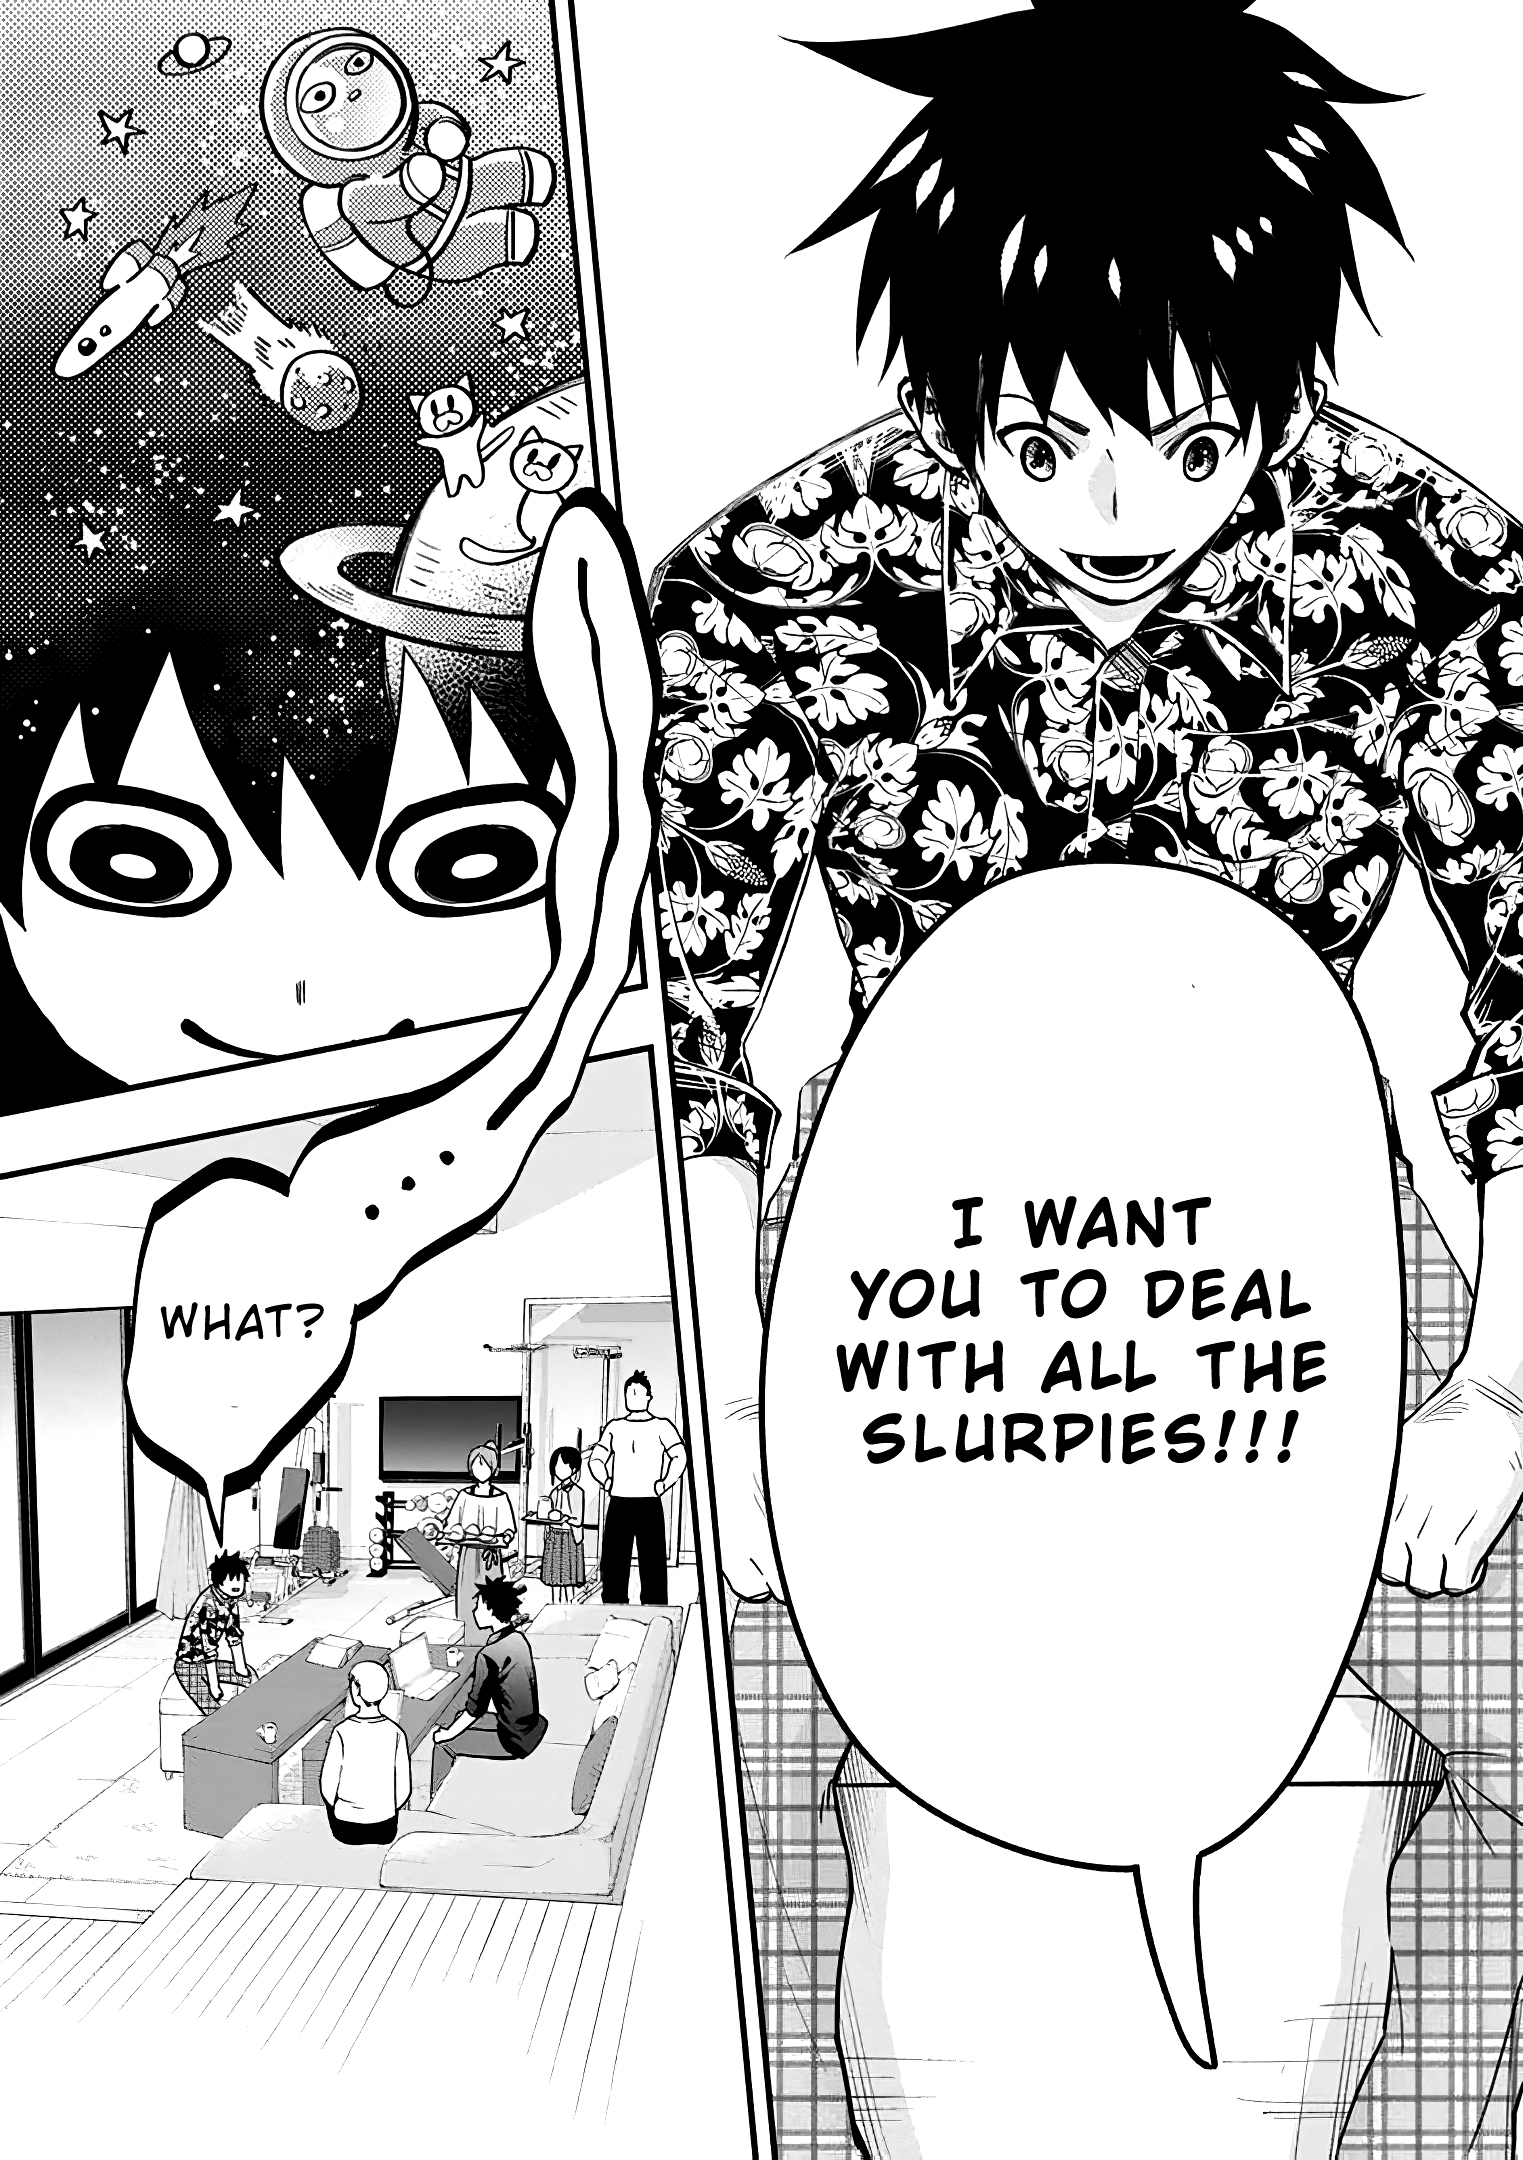 I WANT
YOU TO DEAL
WITH ALL THE
SLURPIES!!!
...
WHAT?